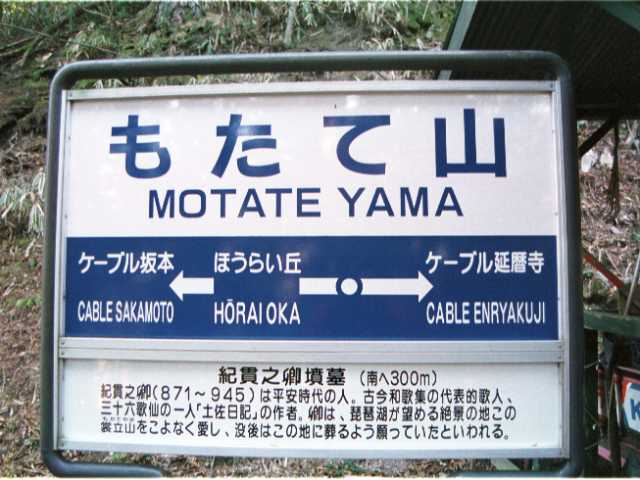 もたて山
MOTATE YAMA
ケーブル坂本 ほうらい丘 ケーブル延暦寺
CABLE SAKAMOTO HŌRAI OKA CABLE ENRYAKUJI
紀貫之卿墳墓 (南へ300m)
紀貫之卿(871～945)は平安時代の人。古今和歌集の代表的歌人、
三十六歌仙の一人「土佐日記」の作者。卿は、琵琶湖が望める絶景の地この
裳立山をこよなく愛し、没後はこの地に葬るよう願っていたといわれる。
K